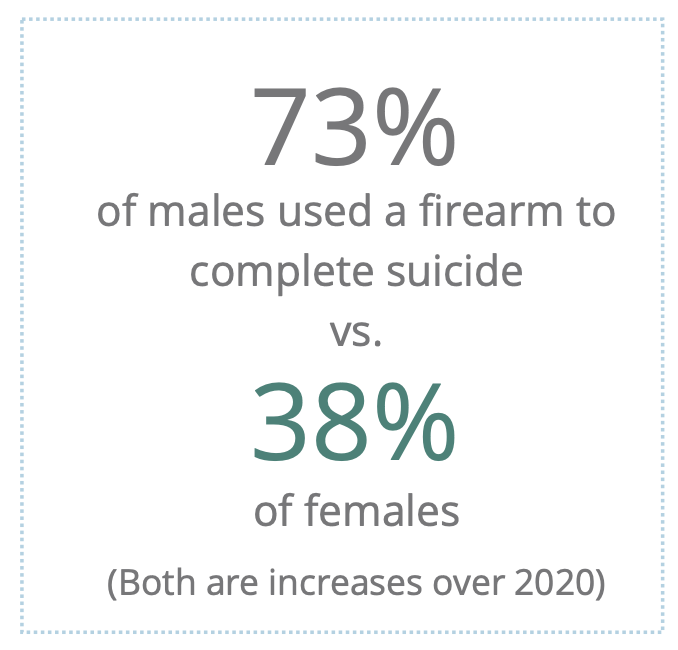 73%
of males used a firearm to
complete suicide
vs.
38%
of females
(Both are increases over 2020)